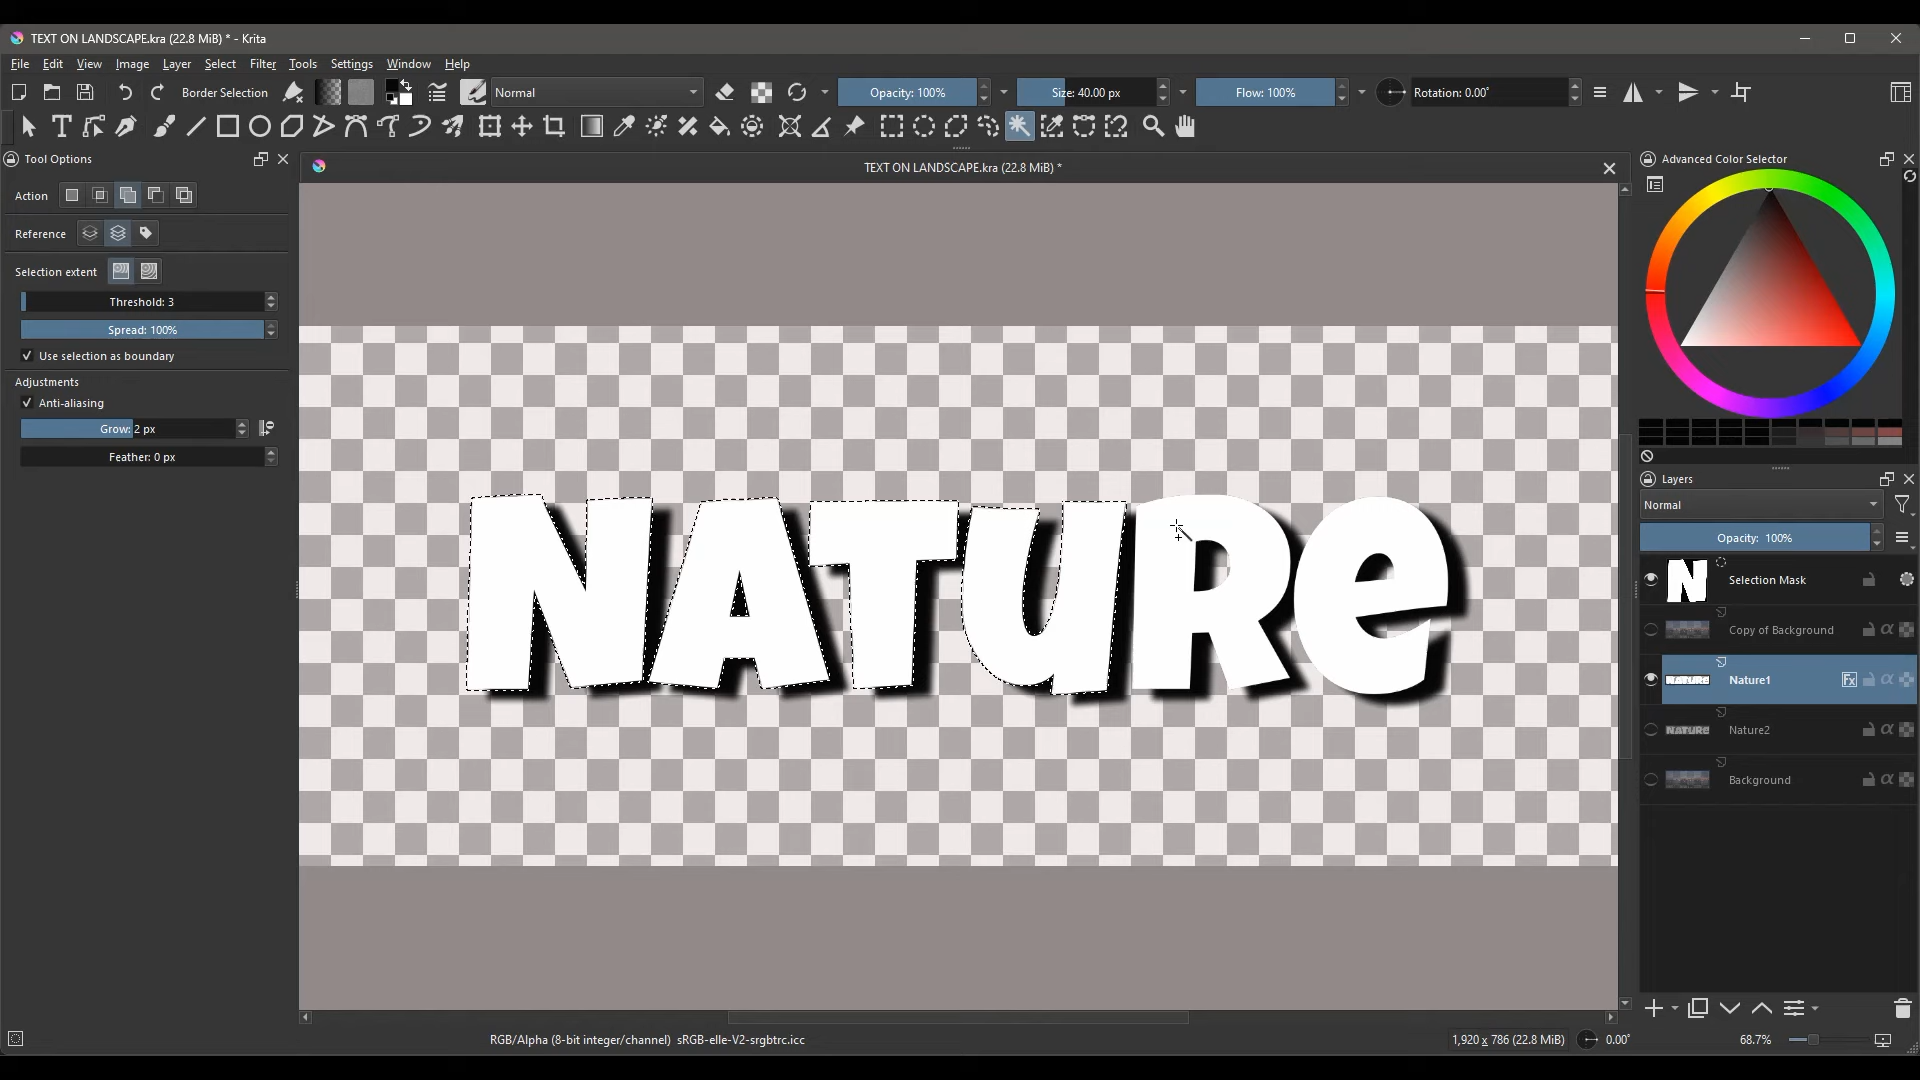 TEXT ON LANDSCAPE.kra (22.8 MiB) * - Krita
File Edit View Image Layer Select Filter Tools Settings Window Help
Border Selection Normal Opacity: 100% Size: 40.00 px Flow: 100% Rotation: 0.00°
Tool Options
TEXT ON LANDSCAPE.kra (22.8 MiB) *
Advanced Color Selector
Action
Reference
Selection extent
Threshold: 3
Spread: 100%
Use selection as boundary
Adjustments
Anti-aliasing
Grow: 2 px
Feather: 0 px
NATURe
Layers
Normal
Opacity: 100%
N Selection Mask
Copy of Background
NATURe Nature1 Fx α
NATURe Nature2 α
Background α
RGB/Alpha (8-bit integer/channel) sRGB-elle-V2-srgbtrc.icc
1,920 x 786 (22.8 MiB) 0.00° 68.7%